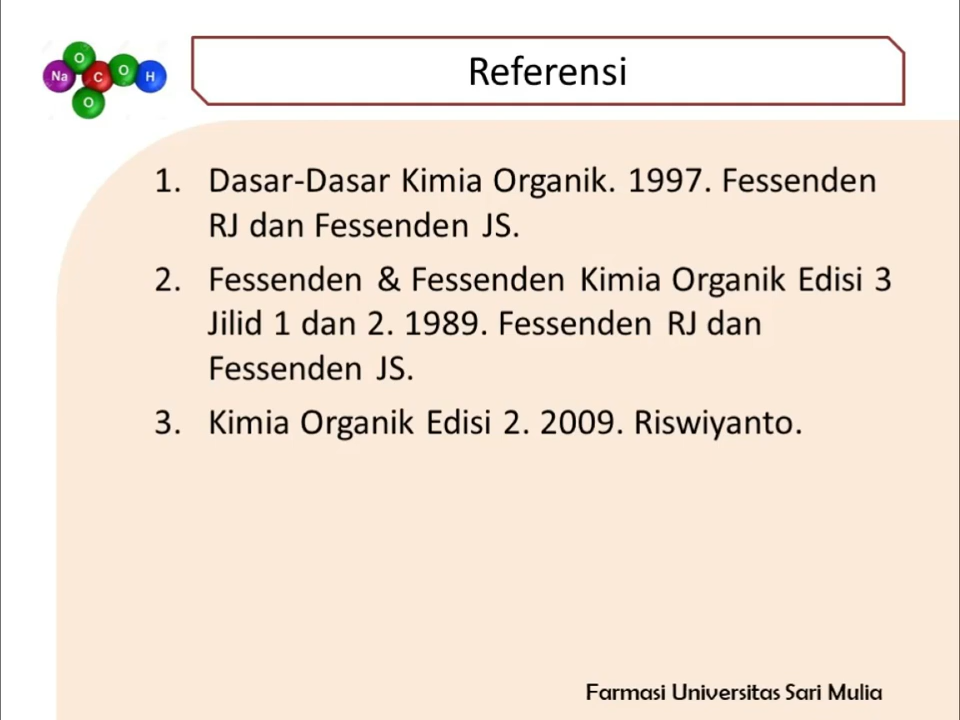 O
Na
C
O
H
O
Referensi
1. Dasar-Dasar Kimia Organik. 1997. Fessenden
RJ dan Fessenden JS.
2. Fessenden & Fessenden Kimia Organik Edisi 3
Jilid 1 dan 2. 1989. Fessenden RJ dan
Fessenden JS.
3. Kimia Organik Edisi 2. 2009. Riswiyanto.
Farmasi Universitas Sari Mulia